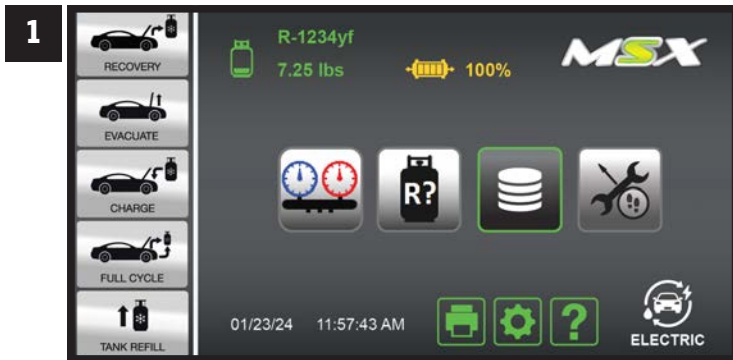 1
RECOVERY
EVACUATE
CHARGE
FULL CYCLE
TANK REFILL
R-1234yf
7.25 lbs
100%
MSX
R?
?
01/23/24 11:57:43 AM
ELECTRIC